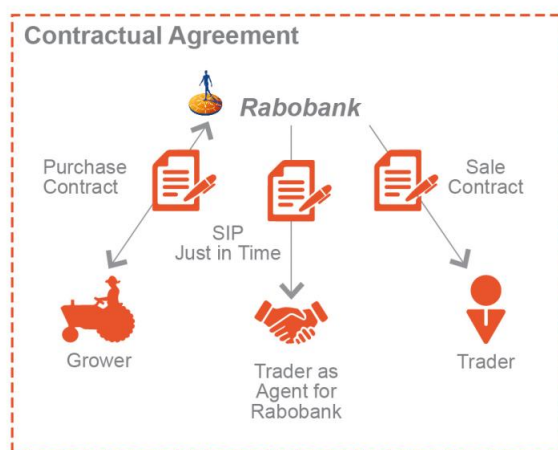 Contractual Agreement
Rabobank
Purchase
Contract
Sale
Contract
SIP
Just in Time
Grower
Trader as
Agent for
Rabobank
Trader